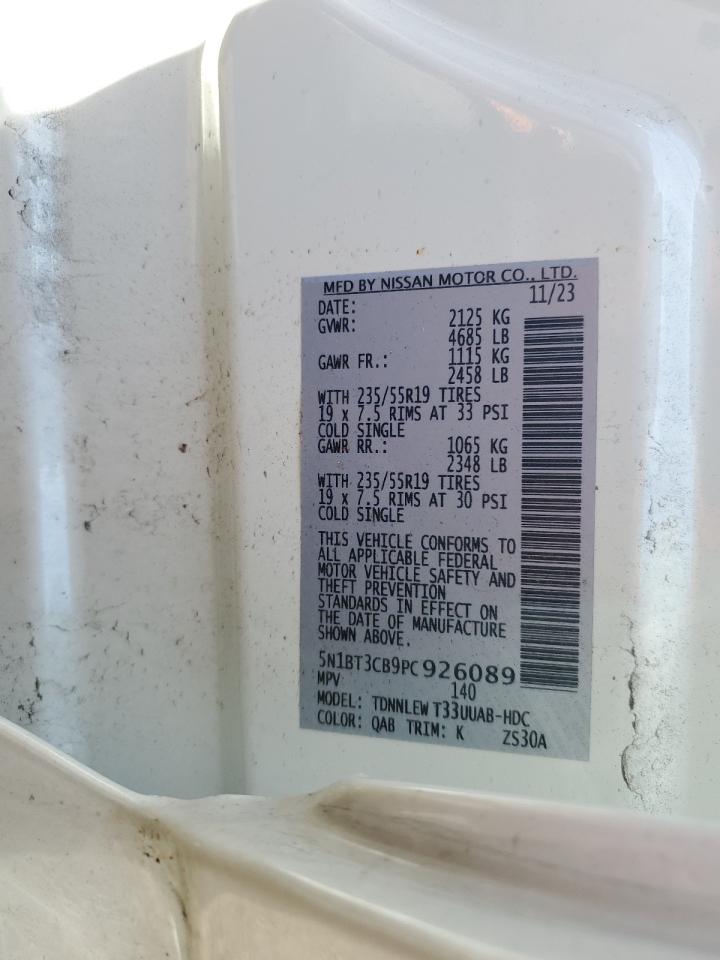 MFD BY NISSAN MOTOR CO., LTD.
DATE: 11/23
GVWR: 2125 KG
4685 LB
GAWR FR.: 1115 KG
2458 LB
WITH 235/55R19 TIRES
19 x 7.5 RIMS AT 33 PSI
COLD SINGLE
GAWR RR.: 1065 KG
2348 LB
WITH 235/55R19 TIRES
19 x 7.5 RIMS AT 30 PSI
COLD SINGLE
THIS VEHICLE CONFORMS TO
ALL APPLICABLE FEDERAL
MOTOR VEHICLE SAFETY AND
THEFT PREVENTION
STANDARDS IN EFFECT ON
THE DATE OF MANUFACTURE
SHOWN ABOVE.
5N1BT3CB9PC926089
MPV 140
MODEL: TDNNLEW T33UUAB-HDC
COLOR: QAB TRIM: K ZS30A